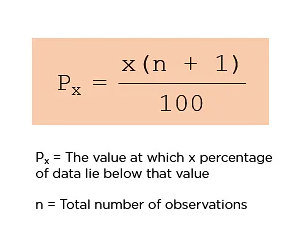 Pₓ = x(n + 1)
100
Pₓ = The value at which x percentage
of data lie below that value
n = Total number of observations